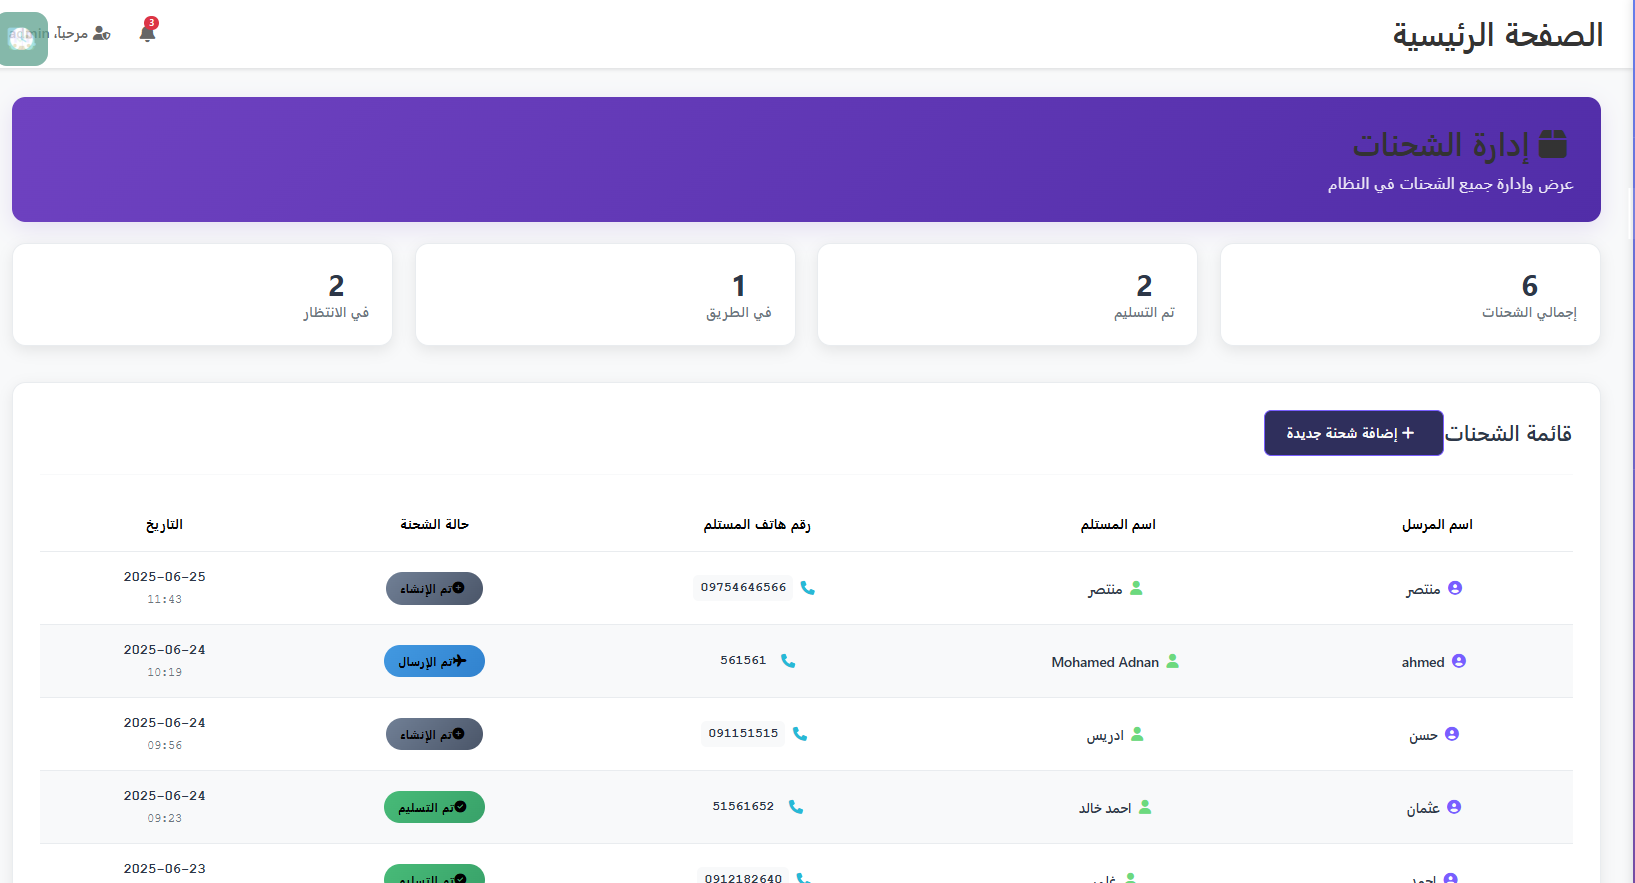 الصفحة الرئيسية
3
مرحباً، admin
إدارة الشحنات
عرض وإدارة جميع الشحنات في النظام
6
إجمالي الشحنات
2
تم التسليم
1
في الطريق
2
في الانتظار
قائمة الشحنات
إضافة شحنة جديدة
اسم المرسل اسم المستلم رقم هاتف المستلم حالة الشحنة التاريخ
منتصر منتصر 09754646566 تم الإنشاء 2025-06-25
11:43
ahmed Mohamed Adnan 561561 تم الإرسال 2025-06-24
10:19
حسن ادريس 091151515 تم الإنشاء 2025-06-24
09:56
عثمان احمد خالد 51561652 تم التسليم 2025-06-24
09:23
احمد 0912182640 تم التسليم 2025-06-23